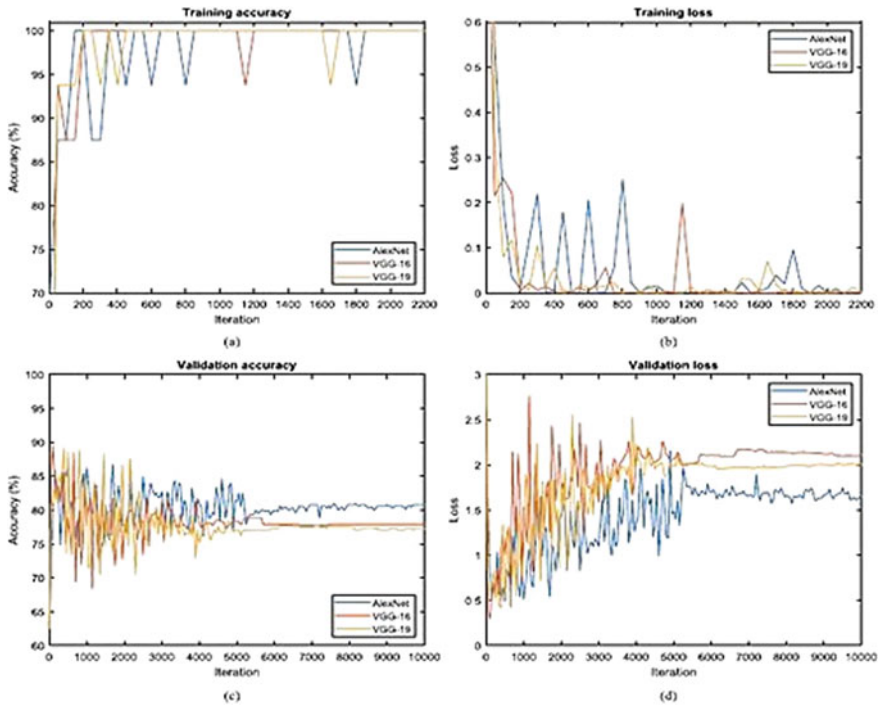 Training accuracy
100
95
90
85
80
75
70
Accuracy (%)
0 200 400 600 800 1000 1200 1400 1600 1800 2000 2200
Iteration
AlexNet
VGG-16
VGG-19
(a)
Training loss
0.6
0.5
0.4
0.3
0.2
0.1
0
Loss
0 200 400 600 800 1000 1200 1400 1600 1800 2000 2200
Iteration
AlexNet
VGG-16
VGG-19
(b)
Validation accuracy
100
95
90
85
80
75
70
65
60
Accuracy (%)
0 1000 2000 3000 4000 5000 6000 7000 8000 9000 10000
Iteration
AlexNet
VGG-16
VGG-19
(c)
Validation loss
3
2.5
2
1.5
1
0.5
0
Loss
0 1000 2000 3000 4000 5000 6000 7000 8000 9000 10000
Iteration
AlexNet
VGG-16
VGG-19
(d)